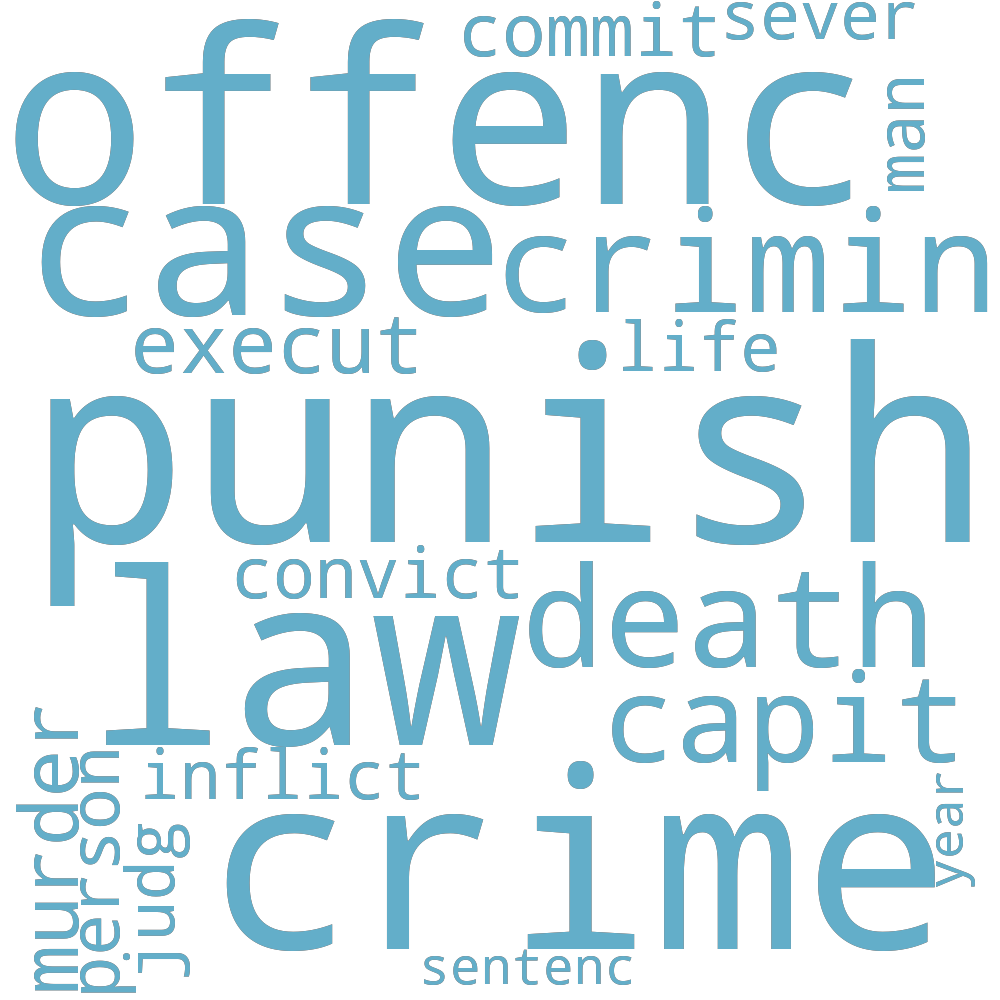 commit
sever
offenc
man
case
crimin
execut
life
punish
convict
law
death
capit
murder
person
inflict
judg
crime
year
sentenc